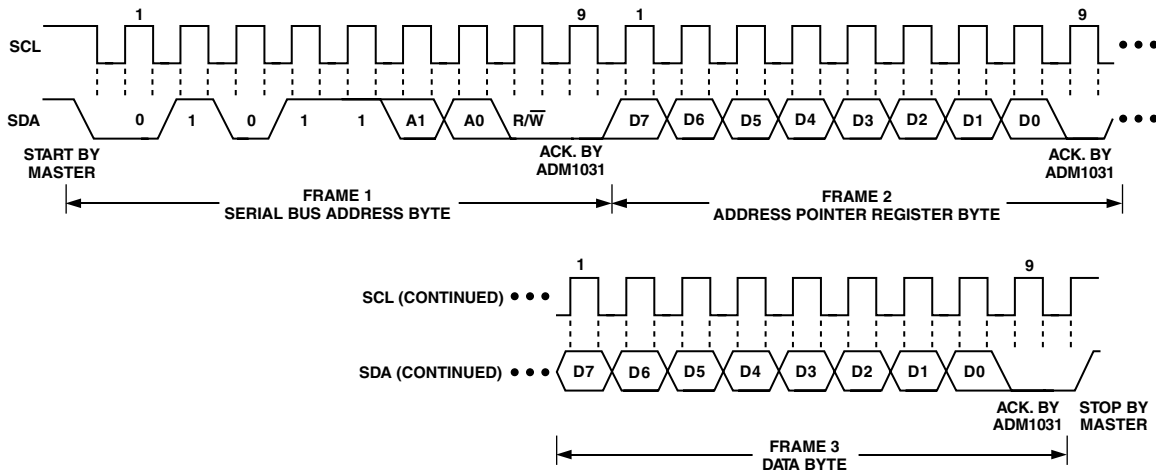 1 9 1 9
SCL
SDA 0 1 0 1 1 A1 A0 R/W̅ D7 D6 D5 D4 D3 D2 D1 D0
START BY
MASTER
ACK. BY
ADM1031
ACK. BY
ADM1031
FRAME 1
SERIAL BUS ADDRESS BYTE
FRAME 2
ADDRESS POINTER REGISTER BYTE
1 9
SCL (CONTINUED)
SDA (CONTINUED) D7 D6 D5 D4 D3 D2 D1 D0
ACK. BY
ADM1031
STOP BY
MASTER
FRAME 3
DATA BYTE